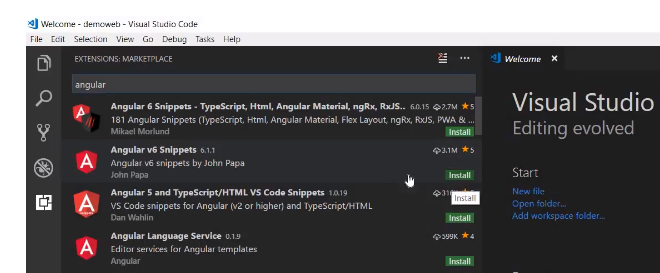 Welcome - demoweb - Visual Studio Code
File Edit Selection View Go Debug Tasks Help
EXTENSIONS: MARKETPLACE
Welcome
angular
Angular 6 Snippets - TypeScript, Html, Angular Material, ngRx, RxJS.. 6.0.15 2.7M 5
181 Angular Snippets (TypeScript, Html, Angular Material, Flex Layout, ngRx, RxJS, PWA & ...
Mikael Morlund Install
Angular v6 Snippets 6.1.1 3.1M 5
Angular v6 snippets by John Papa
John Papa Install
Angular 5 and TypeScript/HTML VS Code Snippets 1.0.19
Install
VS Code snippets for Angular (v2 or higher) and TypeScript/HTML
Dan Wahlin Install
Angular Language Service 0.1.9 599K 4
Editor services for Angular templates
Angular Install
Visual Studio
Editing evolved
Start
New file
Open folder...
Add workspace folder...